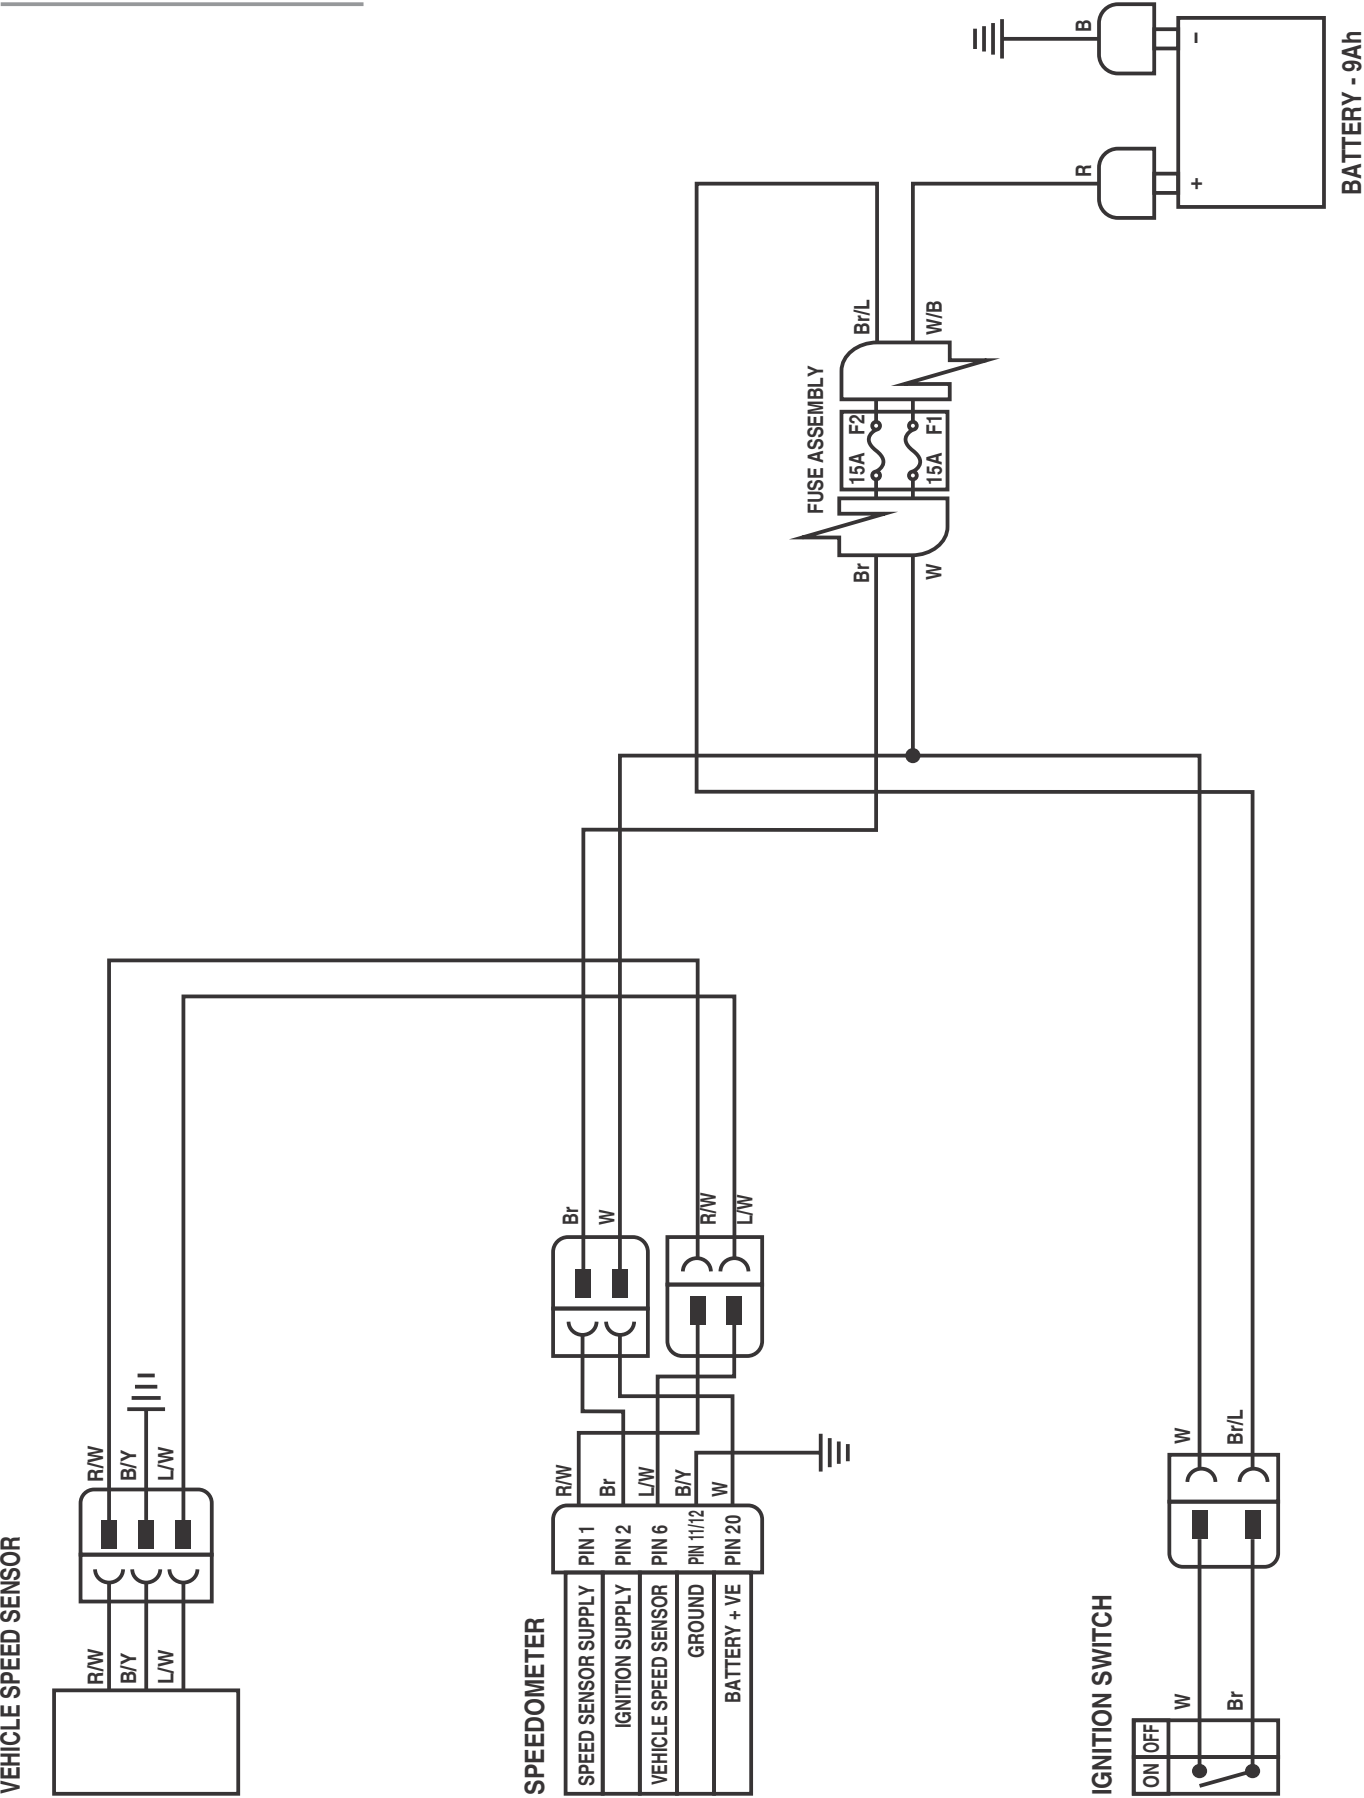 VEHICLE SPEED SENSOR
R/W
B/Y
L/W
R/W
B/Y
L/W
SPEEDOMETER
SPEED SENSOR SUPPLY
IGNITION SUPPLY
VEHICLE SPEED SENSOR
GROUND
BATTERY + VE
PIN 1
PIN 2
PIN 6
PIN 11/12
PIN 20
R/W
Br
L/W
B/Y
W
Br
W
R/W
L/W
FUSE ASSEMBLY
Br
W
15A F2
15A F1
Br/L
W/B
IGNITION SWITCH
ON OFF
W
Br
W
Br/L
R
B
+
-
BATTERY - 9Ah